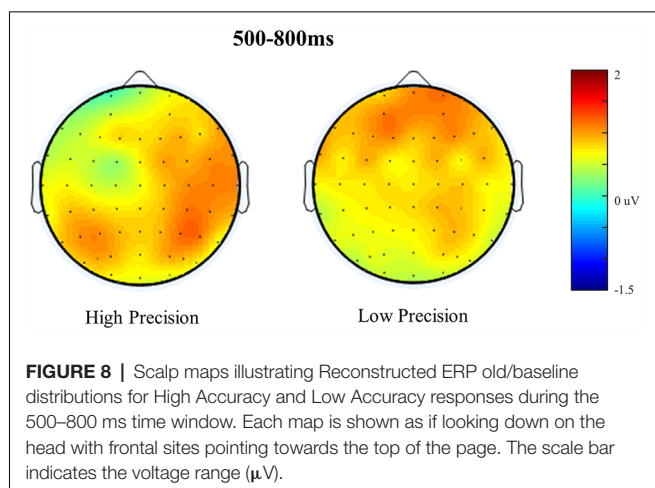 500-800ms
2
0 uV
-1.5
High Precision
Low Precision
FIGURE 8 | Scalp maps illustrating Reconstructed ERP old/baseline
distributions for High Accuracy and Low Accuracy responses during the
500–800 ms time window. Each map is shown as if looking down on the
head with frontal sites pointing towards the top of the page. The scale bar
indicates the voltage range (μV).